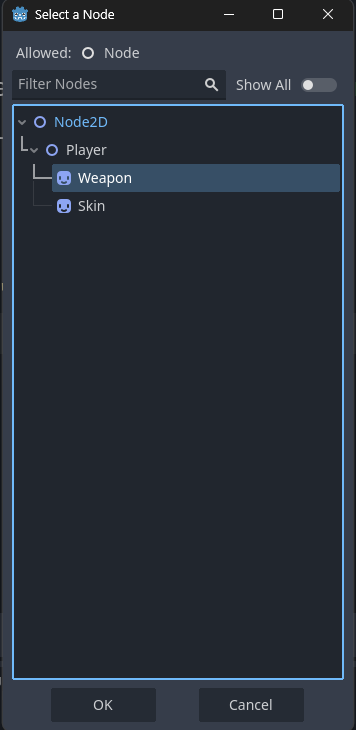 Select a Node
Allowed: Node
Filter Nodes Show All
Node2D
Player
Weapon
Skin
OK Cancel